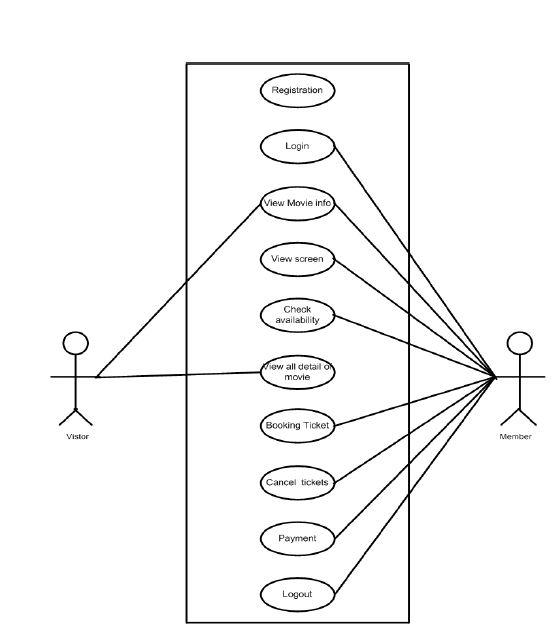 Registration
Login
View Movie info
View screen
Check
availability
View all detail of
movie
Vistor
Member
Booking Ticket
Cancel tickets
Payment
Logout